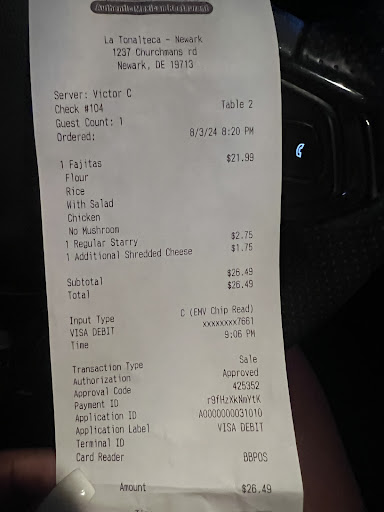 Authentic Mexican Restaurant
La Tonalteca - Newark
1237 Churchmans rd
Newark, DE 19713
Server: Victor C
Check #104 Table 2
Guest Count: 1
Ordered: 8/3/24 8:20 PM
1 Fajitas $21.99
Flour
Rice
With Salad
Chicken
No Mushroom
1 Regular Starry $2.75
1 Additional Shredded Cheese $1.75
Subtotal $26.49
Total $26.49
Input Type C (EMV Chip Read)
VISA DEBIT xxxxxxxx7661
Time 9:06 PM
Transaction Type Sale
Authorization Approved
Approval Code 425352
Payment ID r9fHzXkNmYtK
Application ID A0000000031010
Application Label VISA DEBIT
Terminal ID
Card Reader BBPOS
Amount $26.49